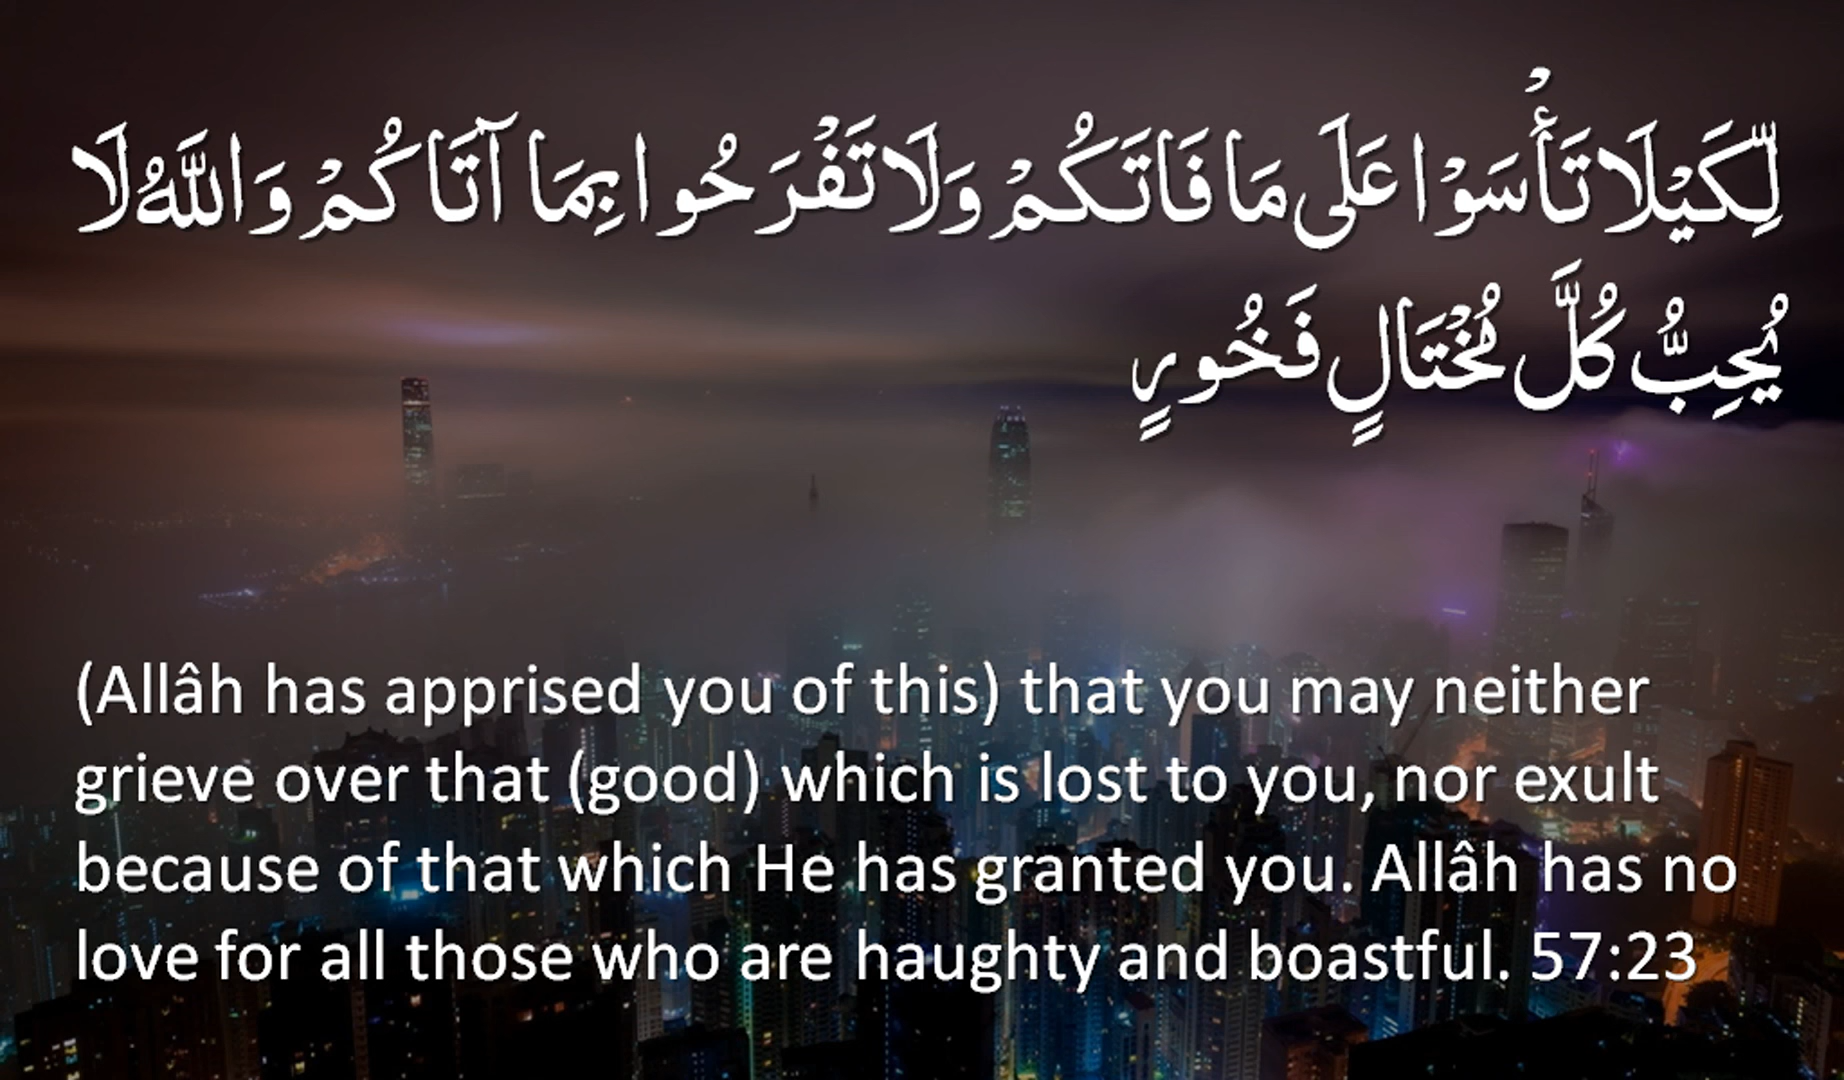 لِّكَيْلَا تَأْسَوْا عَلَى مَا فَاتَكُمْ وَلَا تَفْرَحُوا بِمَا آتَاكُمْ وَاللَّهُ لَا
يُحِبُّ كُلَّ مُخْتَالٍ فَخُورٍ
(Allâh has apprised you of this) that you may neither
grieve over that (good) which is lost to you, nor exult
because of that which He has granted you. Allâh has no
love for all those who are haughty and boastful. 57:23